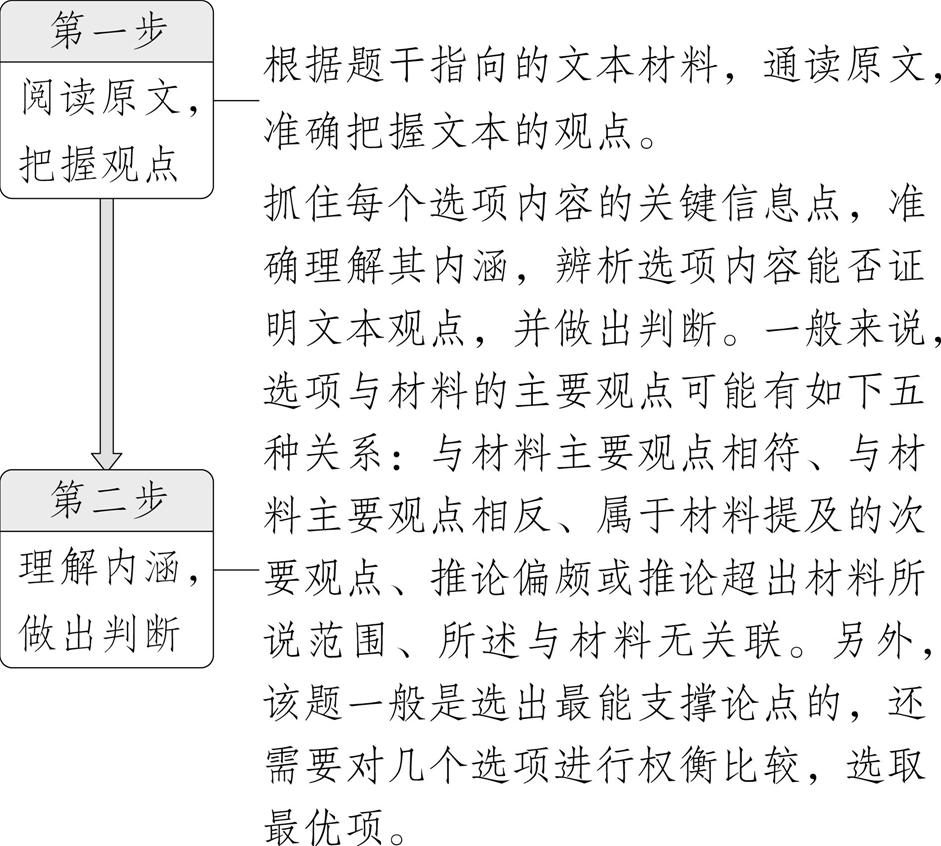 第一步
阅读原文，
把握观点
根据题干指向的文本材料，通读原文，
准确把握文本的观点。
第二步
理解内涵，
做出判断
抓住每个选项内容的关键信息点，准
确理解其内涵，辨析选项内容能否证
明文本观点，并做出判断。一般来说，
选项与材料的主要观点可能有如下五
种关系：与材料主要观点相符、与材
料主要观点相反、属于材料提及的次
要观点、推论偏颇或推论超出材料所
说范围、所述与材料无关联。另外，
该题一般是选出最能支撑论点的，还
需要对几个选项进行权衡比较，选取
最优项。